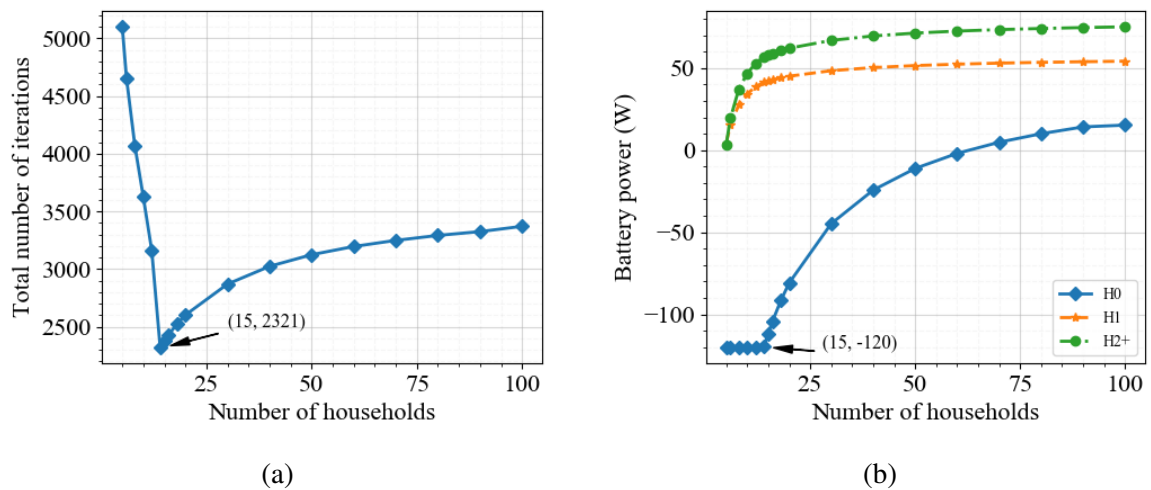 Total number of iterations
5000
4500
4000
3500
3000
2500
(15, 2321)
25
50
75
100
Number of households
(a)
Battery power (W)
50
0
−50
−100
(15, -120)
H0
H1
H2+
25
50
75
100
Number of households
(b)